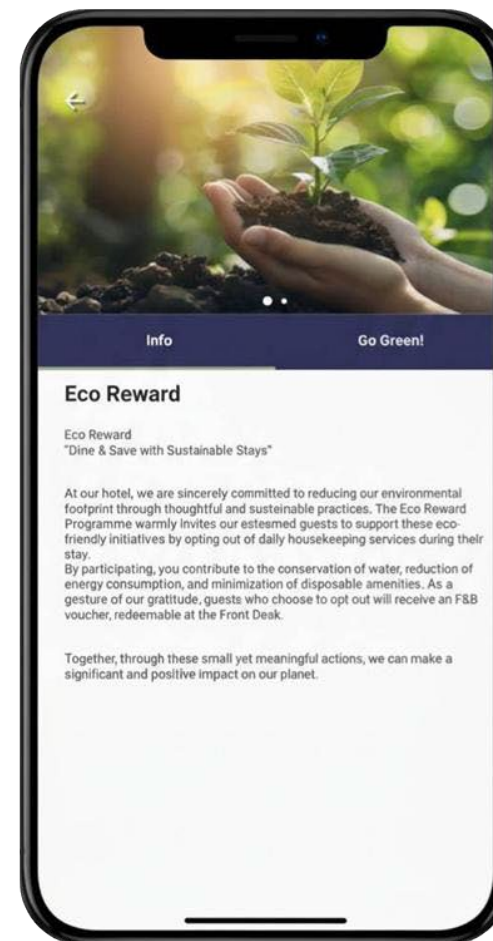 Info
Go Green!
Eco Reward
Eco Reward
"Dine & Save with Sustainable Stays"
At our hotel, we are sincerely committed to reducing our environmental
footprint through thoughtful and susteinable practices. The Eco Reward
Programme warmly Invites our estesmed guests to support these eco-
friendly initiatives by opting out of daily housekeeping services during their
stay.
By participating, you contribute to the conservation of water, reduction of
energy consumption, and minimization of disposable amenities. As a
gesture of our gratitude, guests who choose to opt out will receive an F&B
voucher, redeemable at the Front Deak.
Together, through these small yet meaningful actions, we can make a
significant and positive impact on our planet.